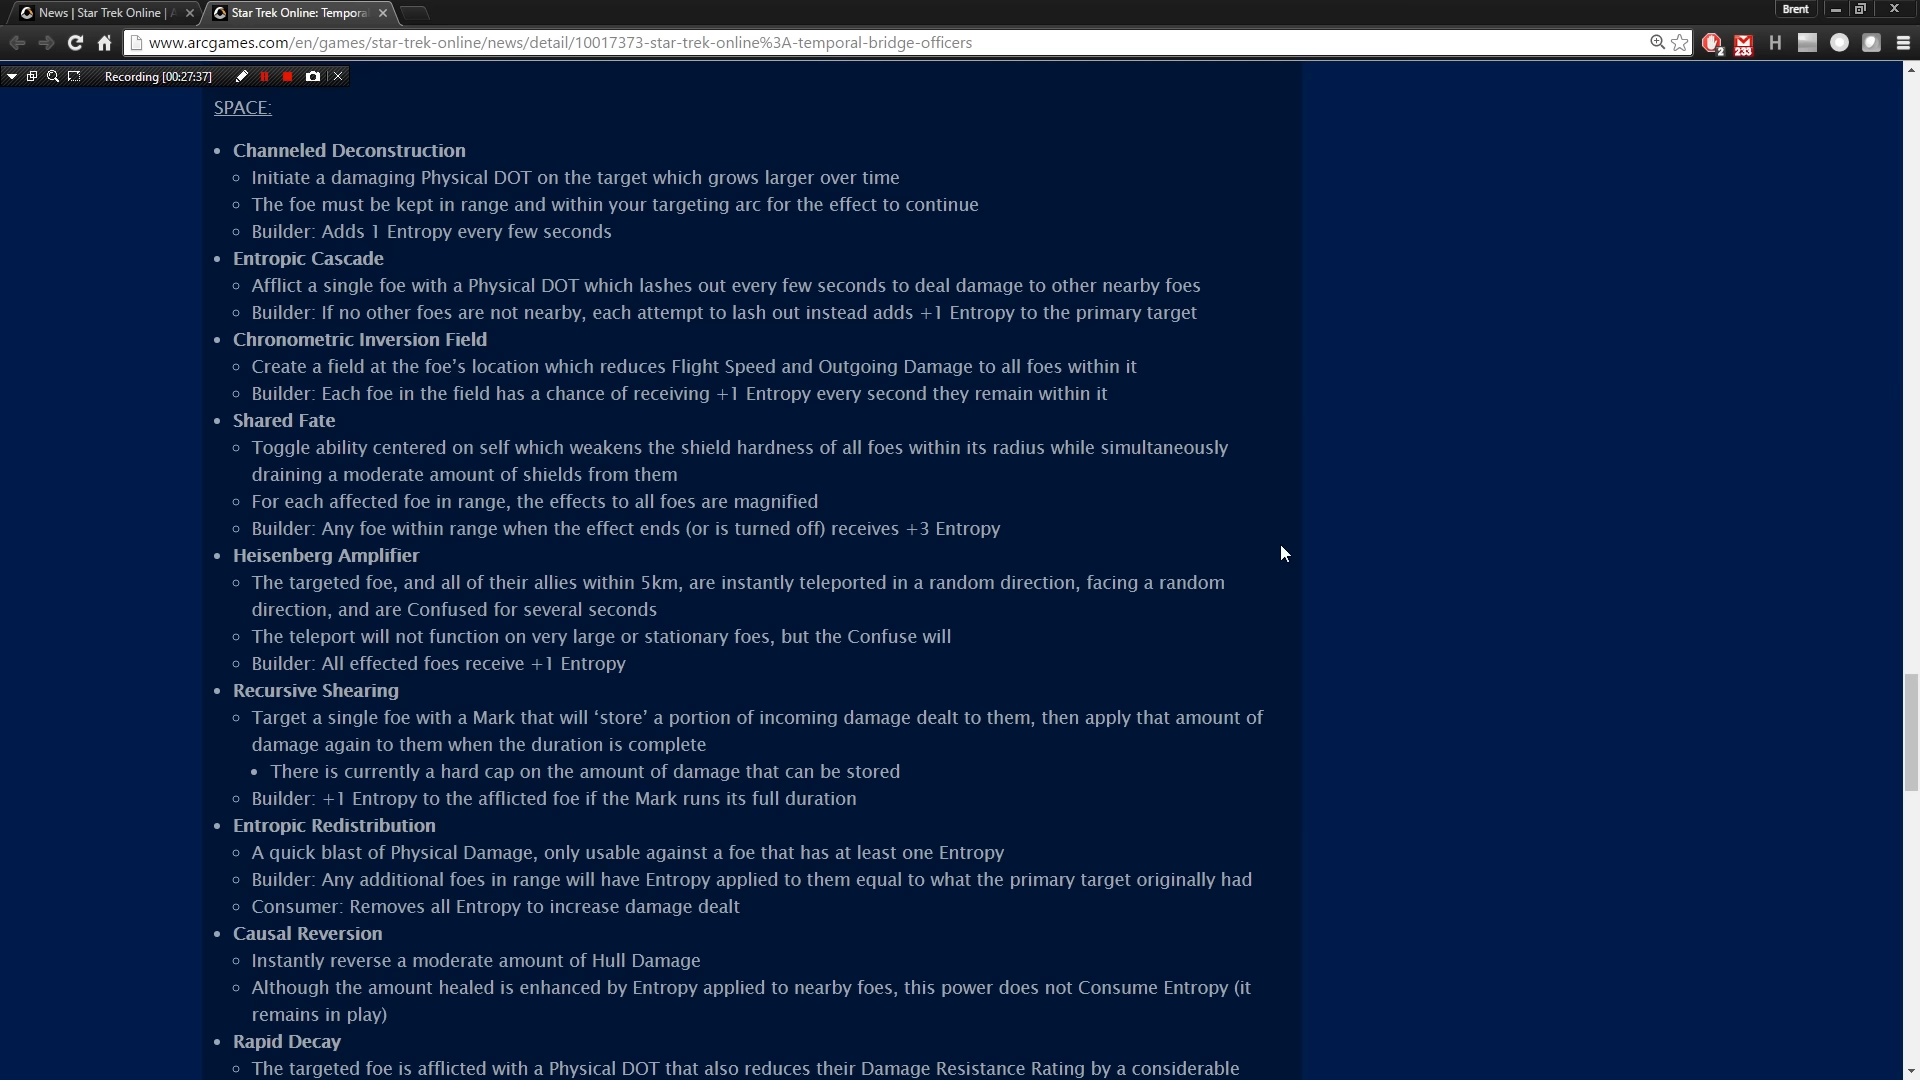 News | Star Trek Online |
Star Trek Online: Tempora
Brent
www.arcgames.com/en/games/star-trek-online/news/detail/10017373-star-trek-online%3A-temporal-bridge-officers
2
233
H
Recording [00:27:37]
SPACE:
• Channeled Deconstruction
◦ Initiate a damaging Physical DOT on the target which grows larger over time
◦ The foe must be kept in range and within your targeting arc for the effect to continue
◦ Builder: Adds 1 Entropy every few seconds
• Entropic Cascade
◦ Afflict a single foe with a Physical DOT which lashes out every few seconds to deal damage to other nearby foes
◦ Builder: If no other foes are not nearby, each attempt to lash out instead adds +1 Entropy to the primary target
• Chronometric Inversion Field
◦ Create a field at the foe’s location which reduces Flight Speed and Outgoing Damage to all foes within it
◦ Builder: Each foe in the field has a chance of receiving +1 Entropy every second they remain within it
• Shared Fate
◦ Toggle ability centered on self which weakens the shield hardness of all foes within its radius while simultaneously
draining a moderate amount of shields from them
◦ For each affected foe in range, the effects to all foes are magnified
◦ Builder: Any foe within range when the effect ends (or is turned off) receives +3 Entropy
• Heisenberg Amplifier
◦ The targeted foe, and all of their allies within 5km, are instantly teleported in a random direction, facing a random
direction, and are Confused for several seconds
◦ The teleport will not function on very large or stationary foes, but the Confuse will
◦ Builder: All effected foes receive +1 Entropy
• Recursive Shearing
◦ Target a single foe with a Mark that will ‘store’ a portion of incoming damage dealt to them, then apply that amount of
damage again to them when the duration is complete
• There is currently a hard cap on the amount of damage that can be stored
◦ Builder: +1 Entropy to the afflicted foe if the Mark runs its full duration
• Entropic Redistribution
◦ A quick blast of Physical Damage, only usable against a foe that has at least one Entropy
◦ Builder: Any additional foes in range will have Entropy applied to them equal to what the primary target originally had
◦ Consumer: Removes all Entropy to increase damage dealt
• Causal Reversion
◦ Instantly reverse a moderate amount of Hull Damage
◦ Although the amount healed is enhanced by Entropy applied to nearby foes, this power does not Consume Entropy (it
remains in play)
• Rapid Decay
◦ The targeted foe is afflicted with a Physical DOT that also reduces their Damage Resistance Rating by a considerable